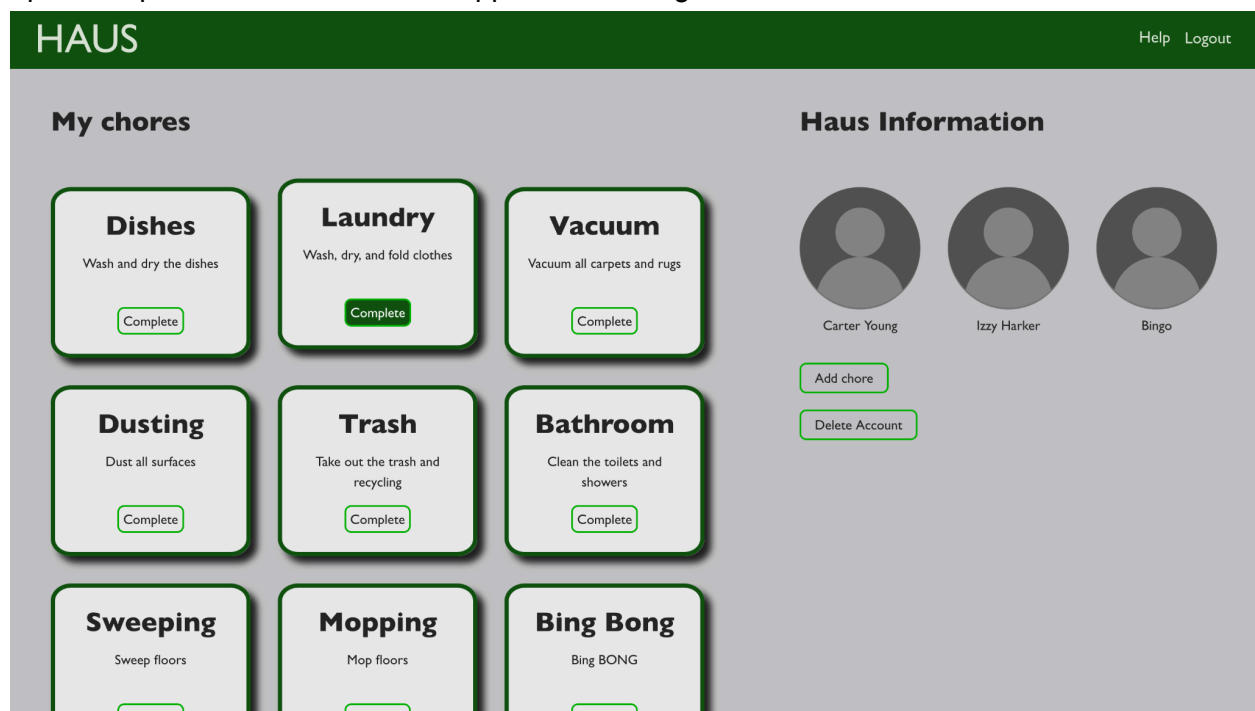 HAUS
Help Logout
My chores
Haus Information
Dishes
Wash and dry the dishes
Complete
Laundry
Wash, dry, and fold clothes
Complete
Vacuum
Vacuum all carpets and rugs
Complete
Carter Young
Izzy Harker
Bingo
Add chore
Delete Account
Dusting
Dust all surfaces
Complete
Trash
Take out the trash and
recycling
Complete
Bathroom
Clean the toilets and
showers
Complete
Sweeping
Sweep floors
Mopping
Mop floors
Bing Bong
Bing BONG